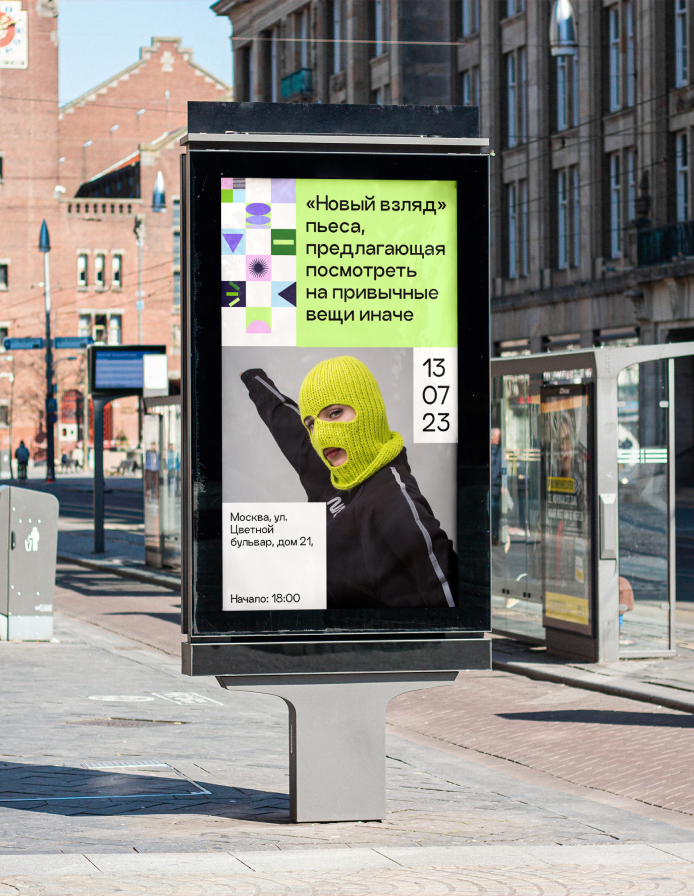 «Новый взляд»
пьеса,
предлагающая
посмотреть
на привычные
вещи иначе
13
07
23
Москва, ул.
Цветной
бульвар, дом 21,
Начало: 18:00